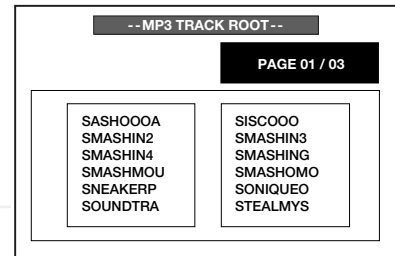 --MP3 TRACK ROOT--
PAGE 01 / 03
SASHOOOA
SMASHIN2
SMASHIN4
SMASHMOU
SNEAKERP
SOUNDTRA
SISCOOO
SMASHIN3
SMASHING
SMASHOMO
SONIQUEO
STEALMYS